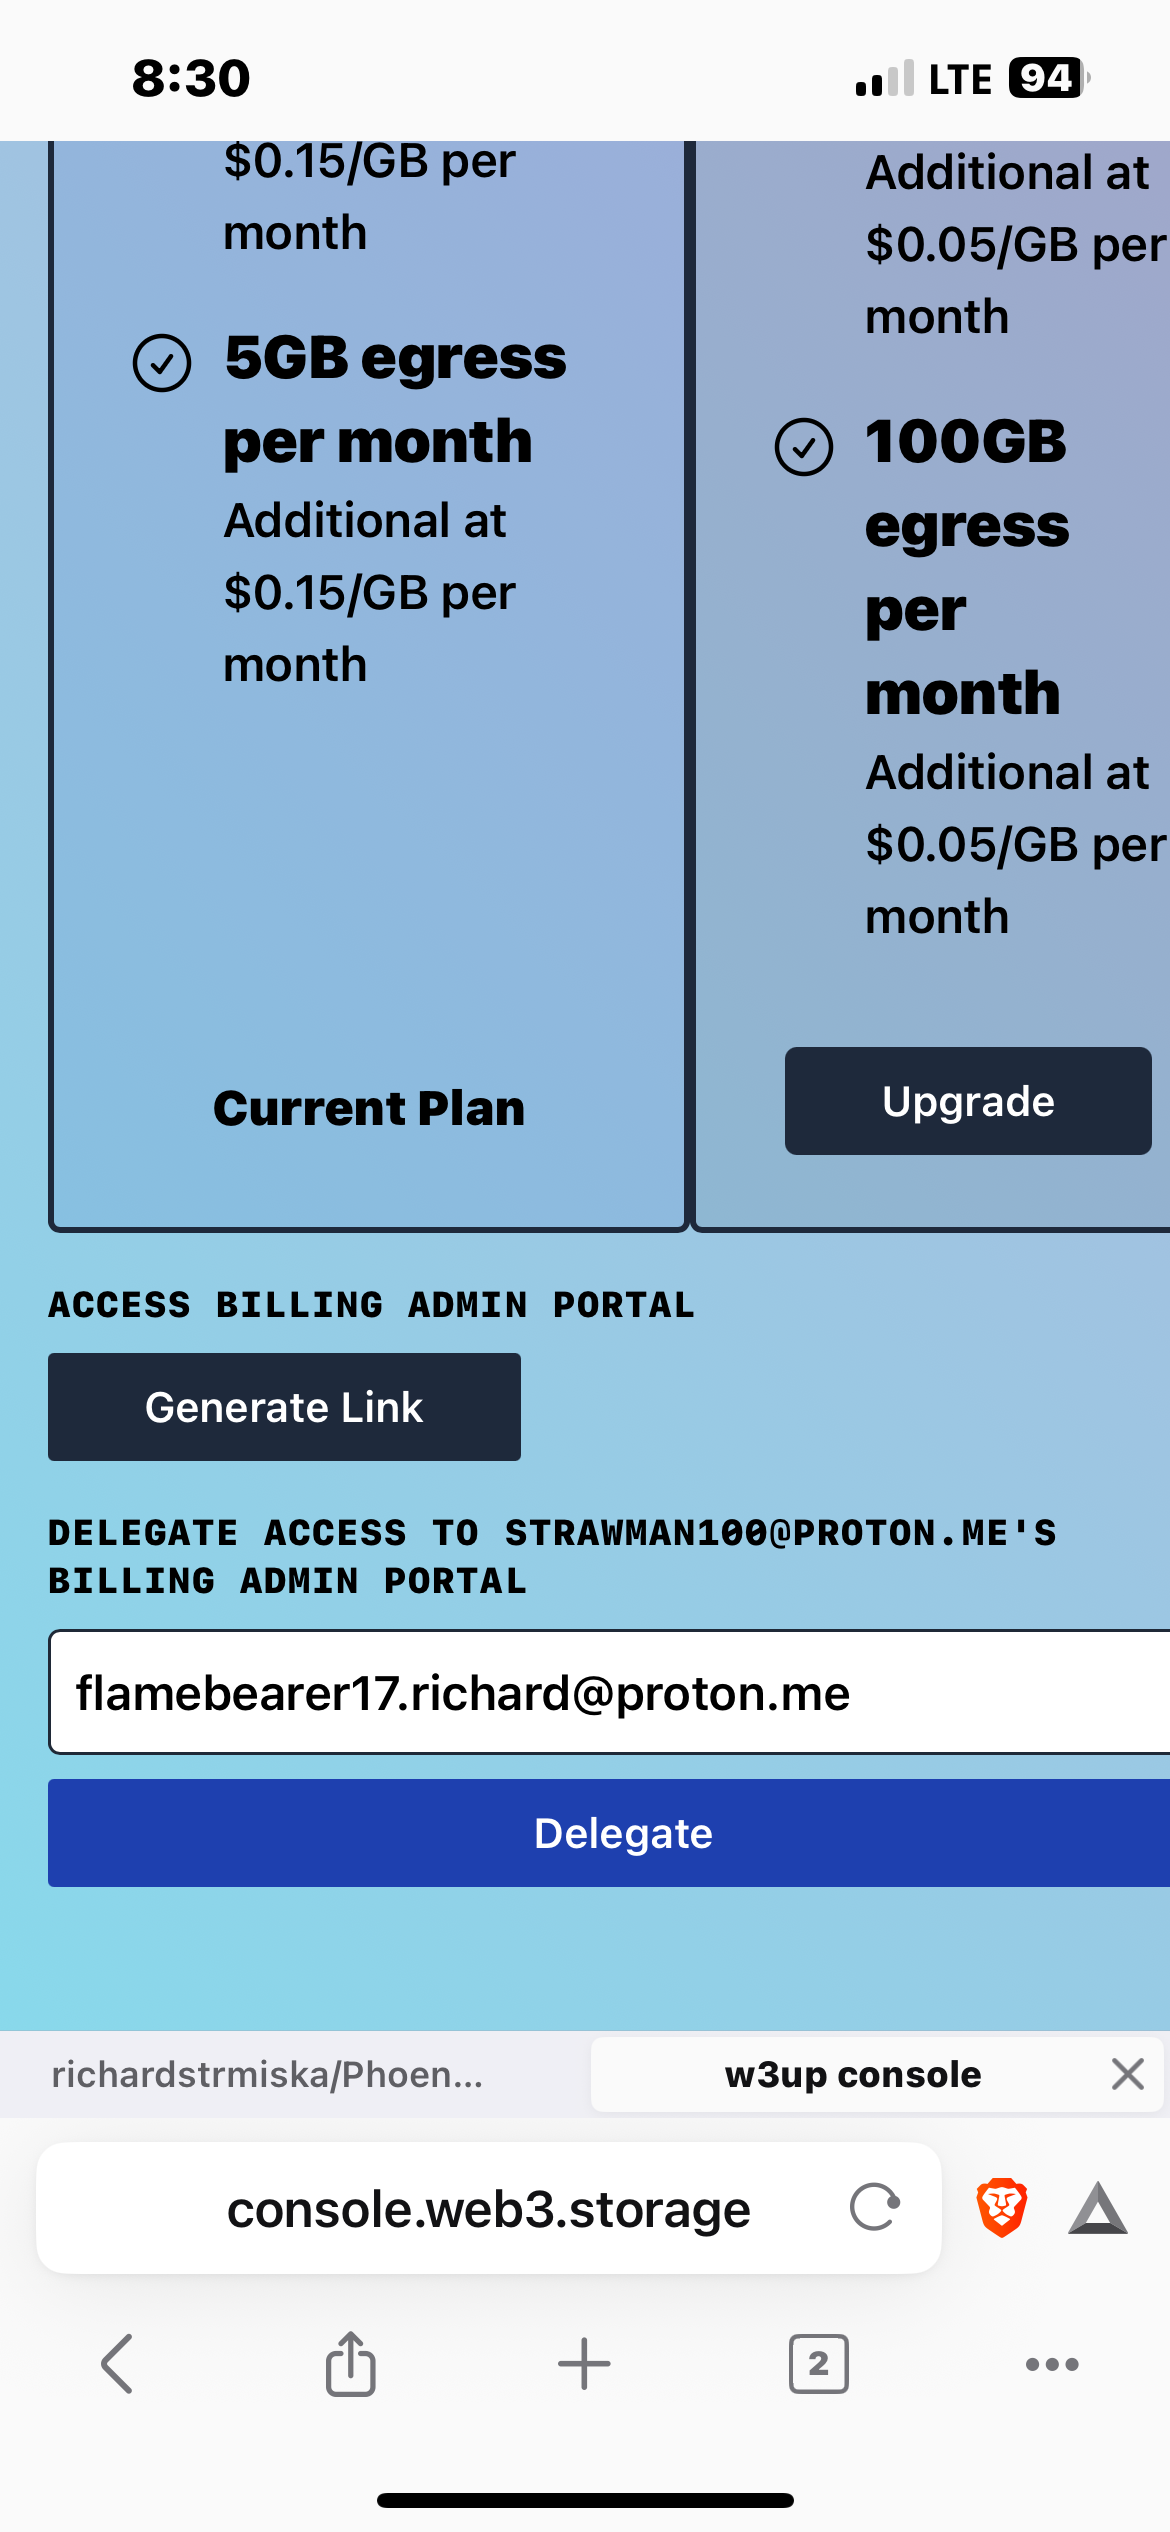 8:30
LTE 94
$0.15/GB per
month
5GB egress
per month
Additional at
$0.15/GB per
month
Current Plan
Additional at
$0.05/GB per
month
100GB
egress
per
month
Additional at
$0.05/GB per
month
Upgrade
ACCESS BILLING ADMIN PORTAL
Generate Link
DELEGATE ACCESS TO STRAWMAN100@PROTON.ME'S
BILLING ADMIN PORTAL
flamebearer17.richard@proton.me
Delegate
richardstrmiska/Phoen...
w3up console
console.web3.storage
2